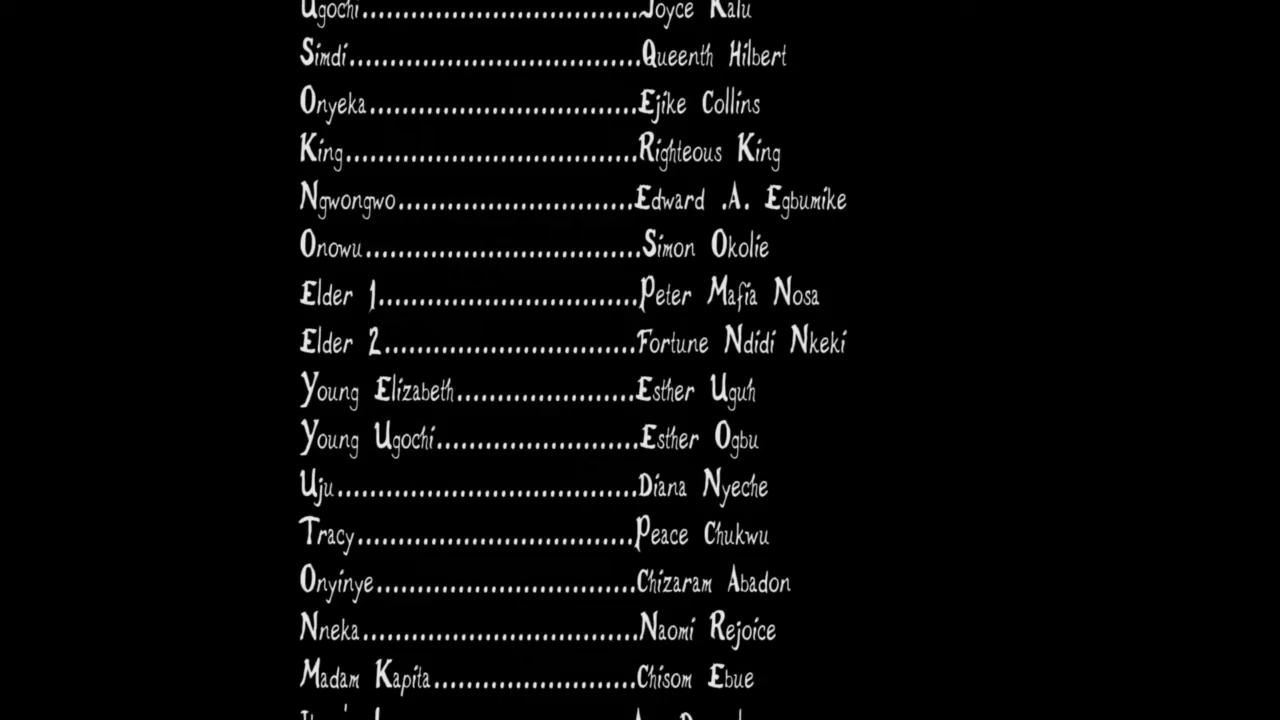 Ugochi..................................Joyce Kalu
Simdi....................................Queenth Hilbert
Onyeka.................................Ejike Collins
King....................................Righteous King
Ngwongwo.............................Edward .A. Egbumike
Onowu..................................Simon Okolie
Elder 1................................Peter Mafia Nosa
Elder 2...............................Fortune Ndidi Nkeki
Young Elizabeth......................Esther Uguh
Young Ugochi.........................Esther Ogbu
Uju.....................................Diana Nyeche
Tracy..................................Peace Chukwu
Onyinye................................Chizaram Abadon
Nneka..................................Naomi Rejoice
Madam Kapita.........................Chisom Ebue